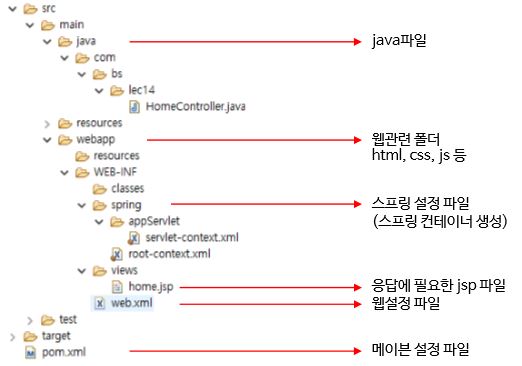 src
main
java
java파일
com
bs
lec14
HomeController.java
resources
webapp
웹관련 폴더
html, css, js 등
resources
WEB-INF
classes
spring
스프링 설정 파일
(스프링 컨테이너 생성)
appServlet
servlet-context.xml
root-context.xml
views
home.jsp
응답에 필요한 jsp 파일
web.xml
웹설정 파일
test
target
pom.xml
메이븐 설정 파일